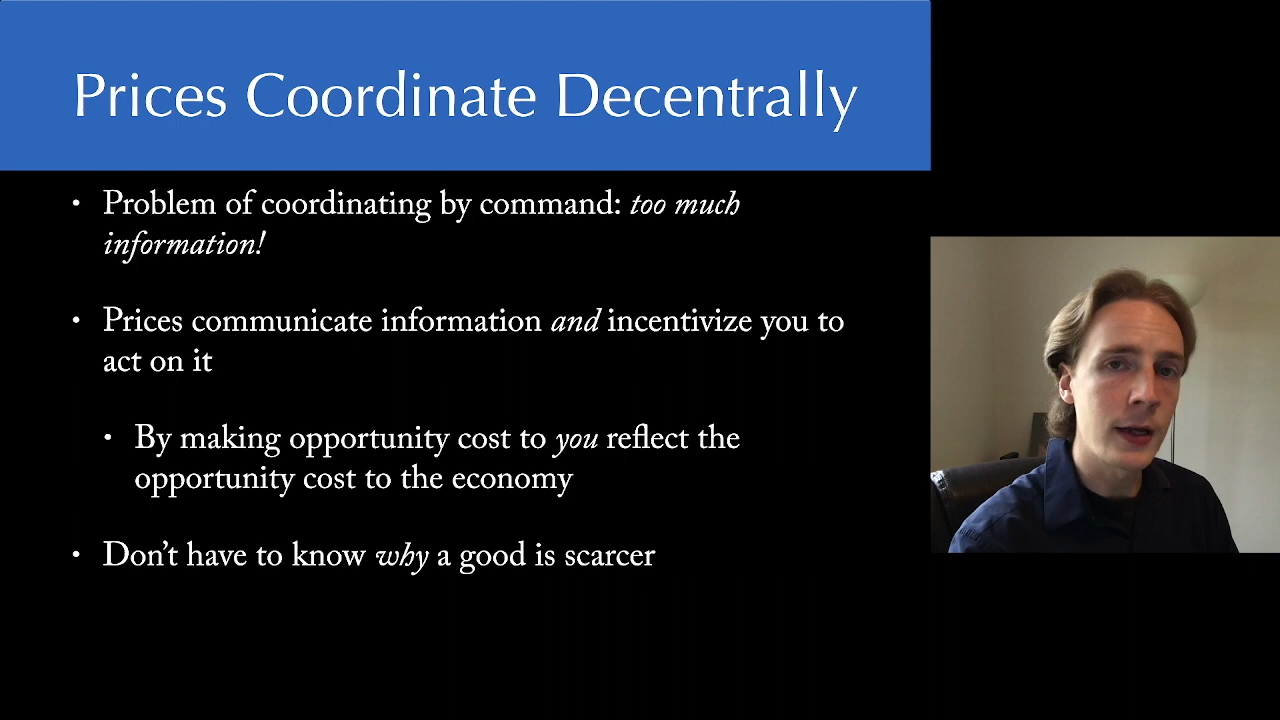 Prices Coordinate Decentrally
• Problem of coordinating by command: too much
information!
• Prices communicate information and incentivize you to
act on it
• By making opportunity cost to you reflect the
opportunity cost to the economy
• Don’t have to know why a good is scarcer